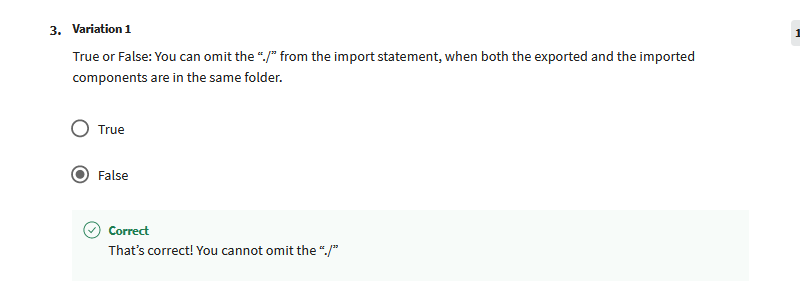 3. Variation 1
True or False: You can omit the “./” from the import statement, when both the exported and the imported
components are in the same folder.
True
False
Correct
That’s correct! You cannot omit the “./”
1